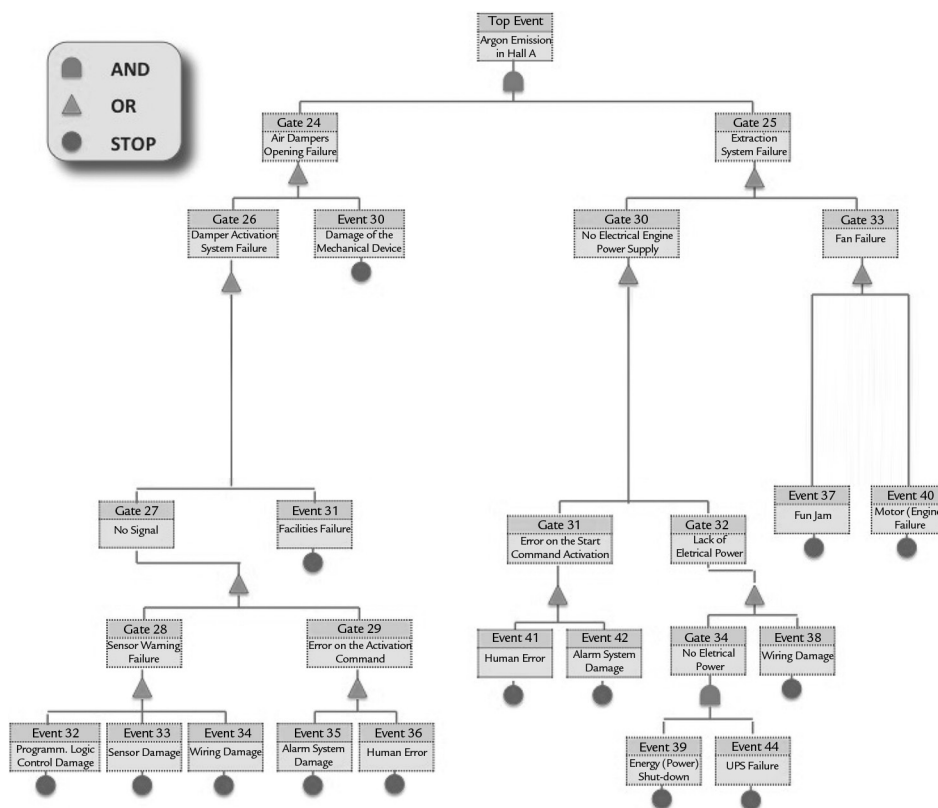 Top Event
Argon Emission
in Hall A
AND
OR
STOP
Gate 24
Air Dampers
Opening Failure
Gate 25
Extraction
System Failure
Gate 26
Damper Activation
System Failure
Event 30
Damage of the
Mechanical Device
Gate 30
No Electrical Engine
Power Supply
Gate 33
Fan Failure
Gate 27
No Signal
Event 31
Facilities Failure
Gate 31
Error on the Start
Command Activation
Gate 32
Lack of
Eletrical Power
Event 37
Fun Jam
Event 40
Motor (Engine
Failure
Gate 28
Sensor Warning
Failure
Gate 29
Error on the Activation
Command
Event 41
Human Error
Event 42
Alarm System
Damage
Gate 34
No Eletrical
Power
Event 38
Wiring Damage
Event 32
Programm. Logic
Control Damage
Event 33
Sensor Damage
Event 34
Wiring Damage
Event 35
Alarm System
Damage
Event 36
Human Error
Event 39
Energy (Power)
Shut-down
Event 44
UPS Failure